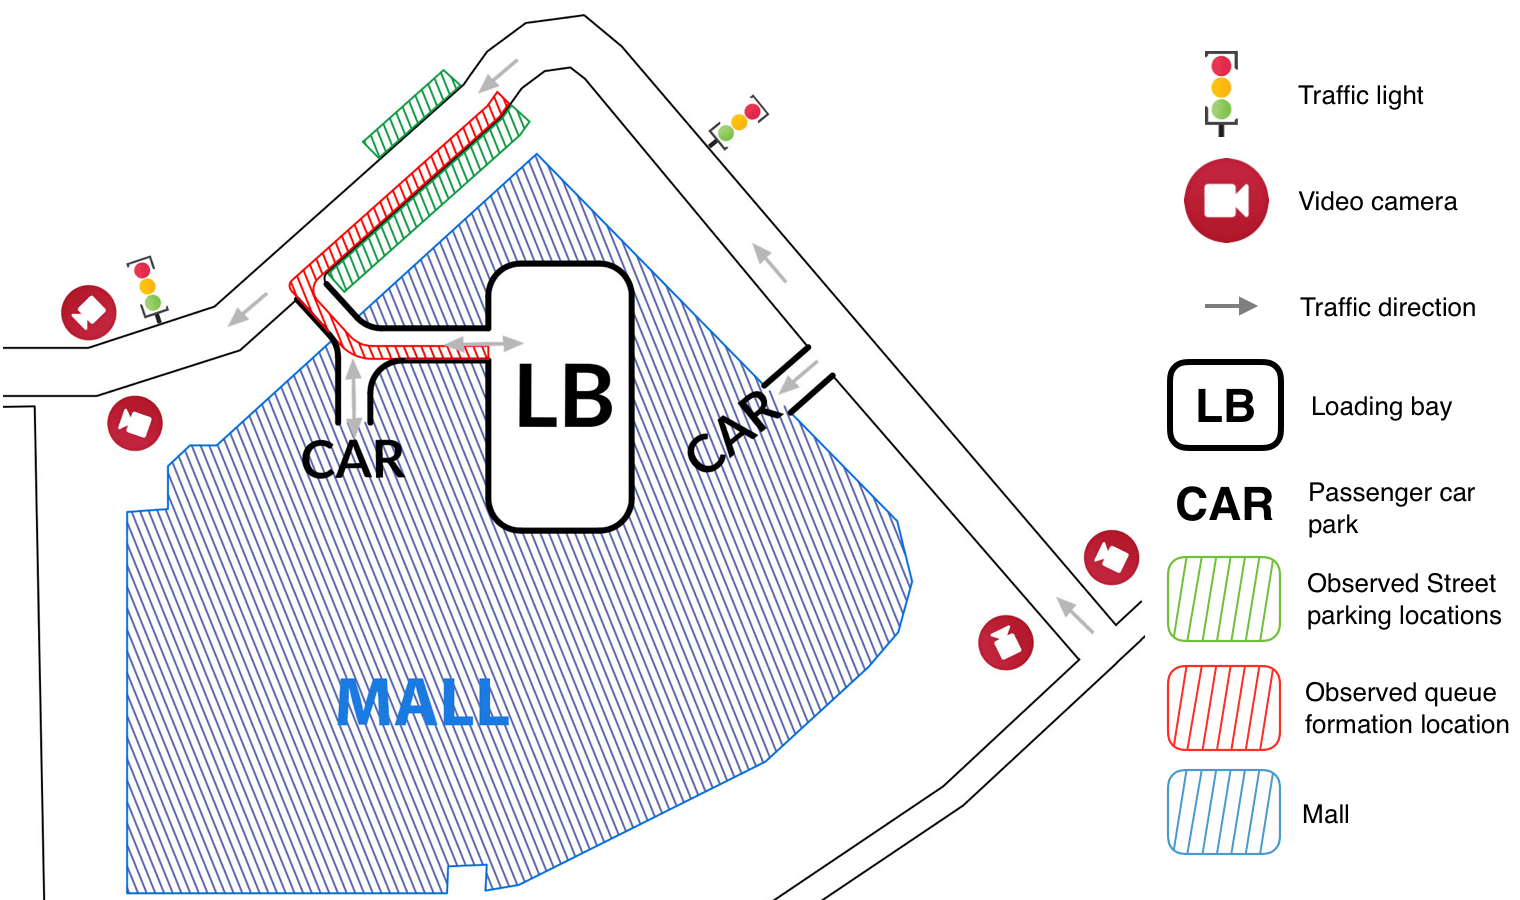 LB
CAR
CAR
MALL
Traffic light
Video camera
Traffic direction
LB
Loading bay
CAR
Passenger car
park
Observed Street
parking locations
Observed queue
formation location
Mall